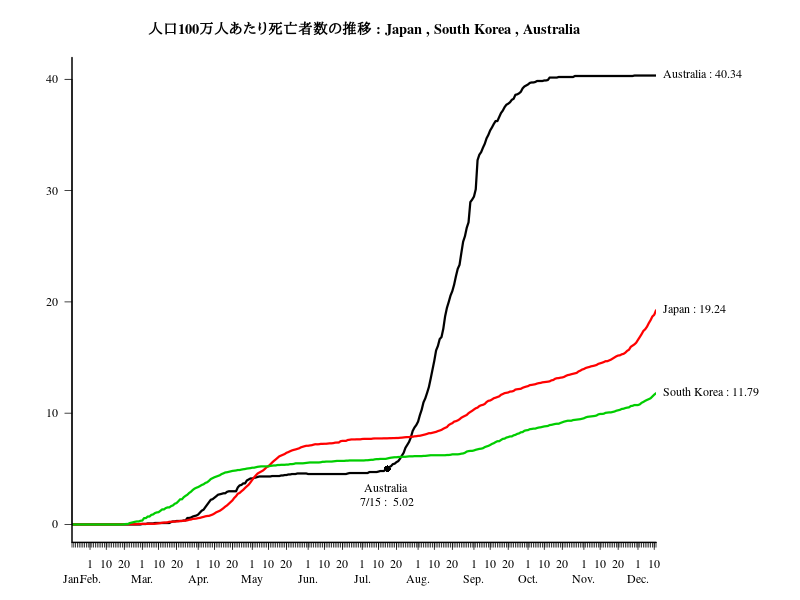 人口100万人あたり死亡者数の推移 : Japan , South Korea , Australia
40
30
20
10
0
Australia : 40.34
Japan : 19.24
South Korea : 11.79
Australia
7/15 : 5.02
1 10 20 1 10 20 1 10 20 1 10 20 1 10 20 1 10 20 1 10 20 1 10 20 1 10 20 1 10 20 1 10
Jan. Feb. Mar. Apr. May Jun. Jul. Aug. Sep. Oct. Nov. Dec.